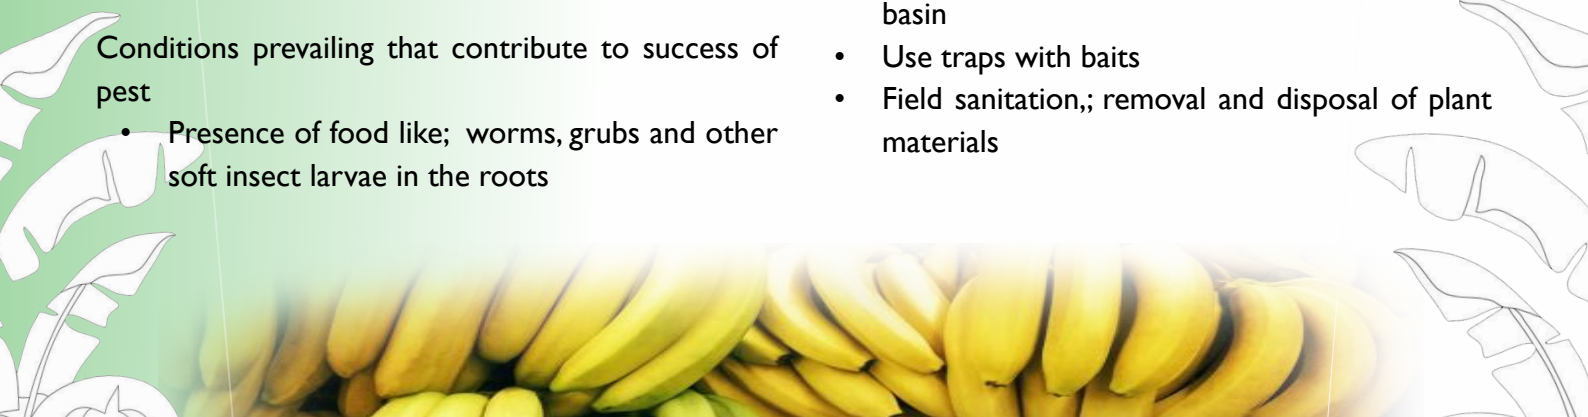 Conditions prevailing that contribute to success of
pest
• Presence of food like; worms, grubs and other
soft insect larvae in the roots
basin
• Use traps with baits
• Field sanitation,; removal and disposal of plant
materials